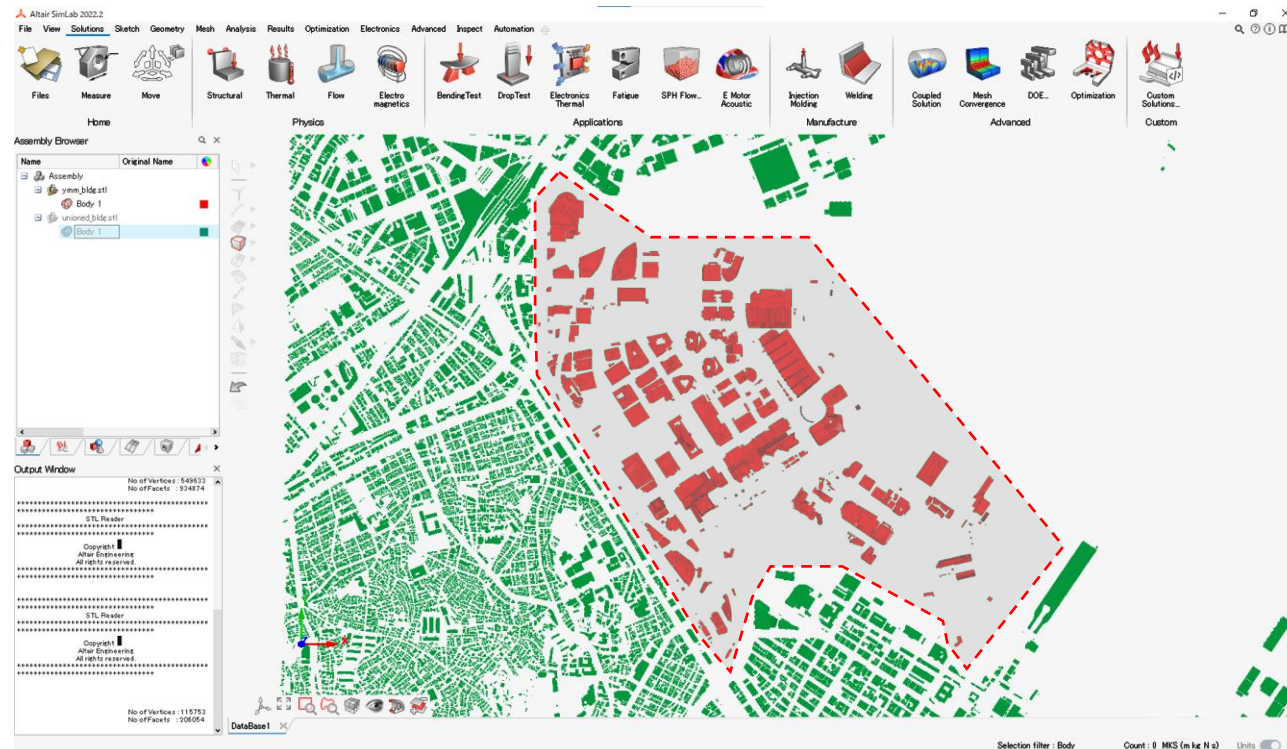 Altair SimLab 2022.2
File View Solutions Sketch Geometry Mesh Analysis Results Optimization Electronics Advanced Inspect Automation
Files Measure Move Structural Thermal Flow Electro magnetics BendingTest DropTest Electronics Thermal Fatigue SPH Flow... E Motor Acoustic Injection Molding Welding Coupled Solution Mesh Convergence DOE... Optimization Custom Solutions...
Home Physics Applications Manufacture Advanced Custom
Assembly Browser
Name Original Name
Assembly
ymm_bldg.stl
Body 1
unioned_bldg.stl
Body 1
Output Window
No of Vertices : 549633
No of Facets : 934874
**********************************************
*********************************
STL Reader
**********************************************
*********************************
Copyright
Altair Engineering
All rights reserved.
**********************************************
*********************************
**********************************************
*********************************
STL Reader
**********************************************
*********************************
Copyright
Altair Engineering
All rights reserved.
**********************************************
*********************************
No of Vertices : 115753
No of Facets : 206054
X
DataBase1
Selection filter : Body Count : 0 MKS (m kg N s) Units